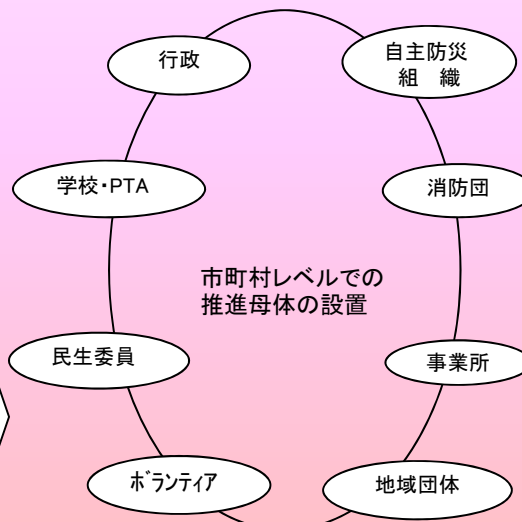 行政
自主防災
組　織
学校・PTA
消防団
市町村レベルでの
推進母体の設置
民生委員
事業所
ﾎﾞﾗﾝﾃｨｱ
地域団体